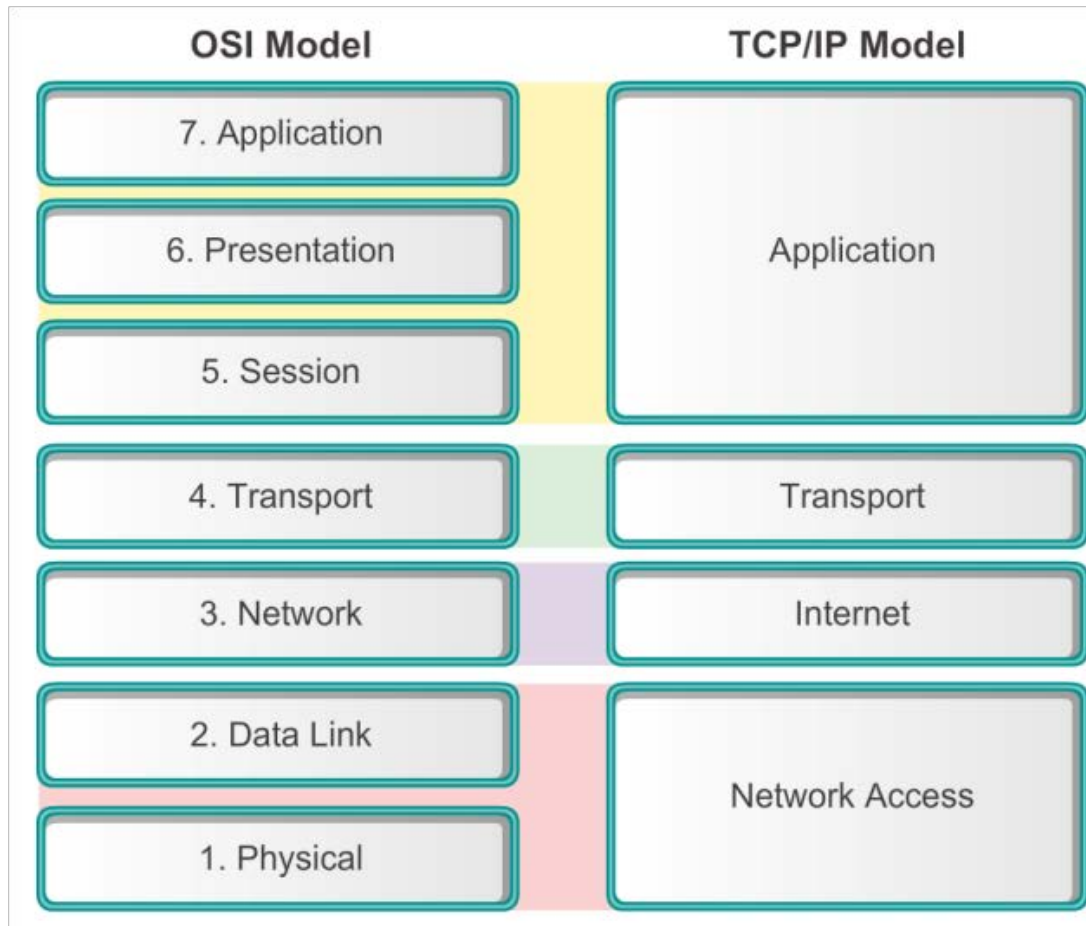 OSI Model
TCP/IP Model
7. Application
6. Presentation
5. Session
Application
4. Transport
Transport
3. Network
Internet
2. Data Link
1. Physical
Network Access